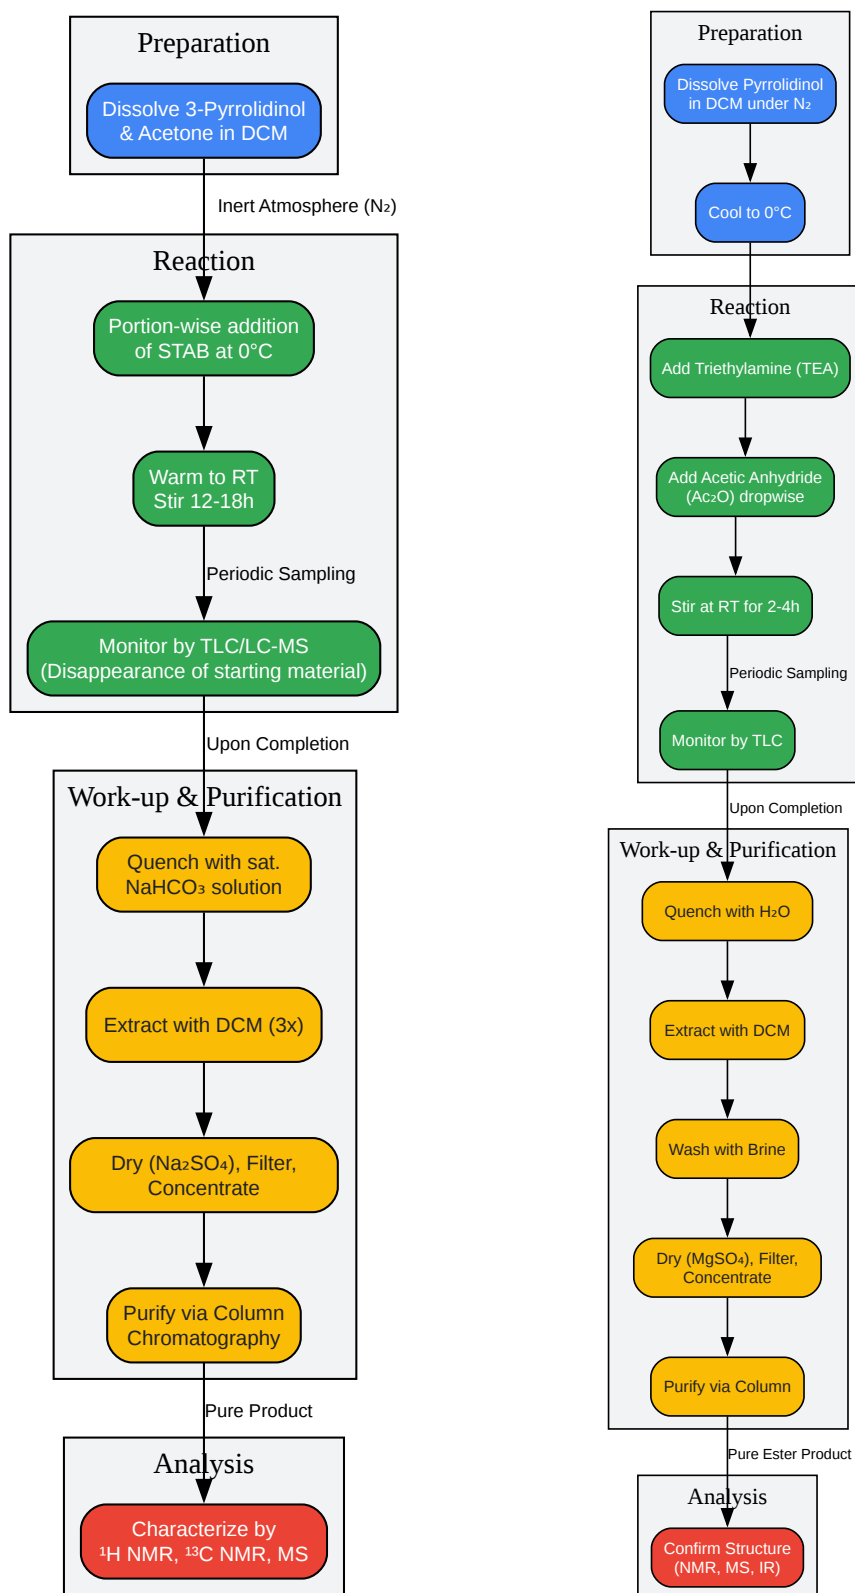 Preparation
Dissolve 3-Pyrrolidinol
& Acetone in DCM
Inert Atmosphere (N₂)
Reaction
Portion-wise addition
of STAB at 0°C
Warm to RT
Stir 12-18h
Periodic Sampling
Monitor by TLC/LC-MS
(Disappearance of starting material)
Upon Completion
Work-up & Purification
Quench with sat.
NaHCO₃ solution
Extract with DCM (3x)
Dry (Na₂SO₄), Filter,
Concentrate
Purify via Column
Chromatography
Pure Product
Analysis
Characterize by
¹H NMR, ¹³C NMR, MS
Preparation
Dissolve Pyrrolidinol
in DCM under N₂
Cool to 0°C
Reaction
Add Triethylamine (TEA)
Add Acetic Anhydride
(Ac₂O) dropwise
Stir at RT for 2-4h
Periodic Sampling
Monitor by TLC
Upon Completion
Work-up & Purification
Quench with H₂O
Extract with DCM
Wash with Brine
Dry (MgSO₄), Filter,
Concentrate
Purify via Column
Pure Ester Product
Analysis
Confirm Structure
(NMR, MS, IR)